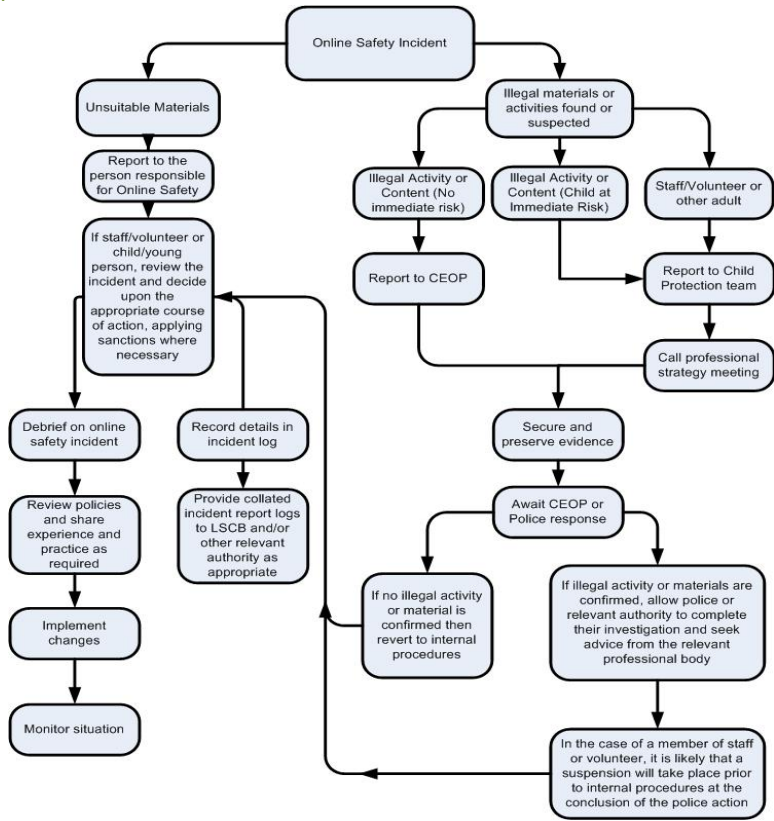 Online Safety Incident
Unsuitable Materials
Report to the
person responsible
for Online Safety
If staff/volunteer or
child/young
person, review the
incident and decide
upon the
appropriate course
of action, applying
sanctions where
necessary
Debrief on online
safety incident
Review policies
and share
experience and
practice as
required
Implement
changes
Monitor situation
Record details in
incident log
Provide collated
incident report logs
to LSCB and/or
other relevant
authority as
appropriate
Illegal materials or
activities found or
suspected
Illegal Activity or
Content (No
immediate risk)
Illegal Activity or
Content (Child at
Immediate Risk)
Staff/Volunteer or
other adult
Report to CEOP
Report to Child
Protection team
Call professional
strategy meeting
Secure and
preserve evidence
Await CEOP or
Police response
If no illegal activity
or material is
confirmed then
revert to internal
procedures
If illegal activity or materials are
confirmed, allow police or
relevant authority to complete
their investigation and seek
advice from the relevant
professional body
In the case of a member of staff
or volunteer, it is likely that a
suspension will take place prior
to internal procedures at the
conclusion of the police action